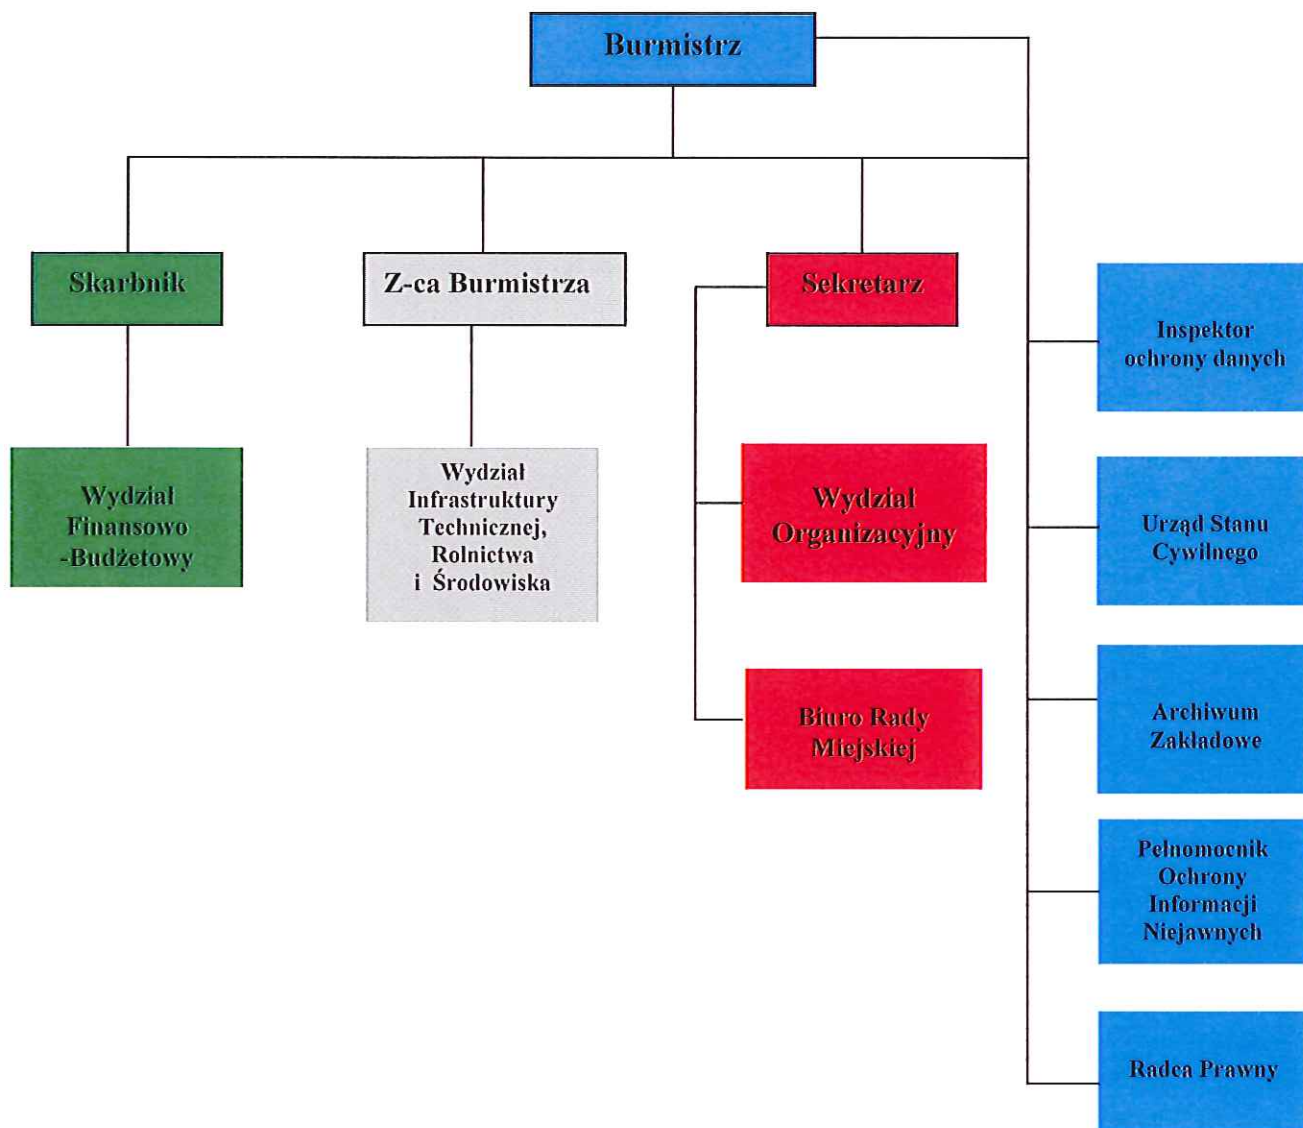 Burmistrz
Skarbnik
Z-ca Burmistrza
Sekretarz
Inspektor
ochrony danych
Wydział
Finansowo
-Budżetowy
Wydział
Infrastruktury
Technicznej,
Rolnictwa
i Środowiska
Wydział
Organizacyjny
Urząd Stanu
Cywilnego
Biuro Rady
Miejskiej
Archiwum
Zakładowe
Pełnomocnik
Ochrony
Informacji
Niejawnych
Radca Prawny